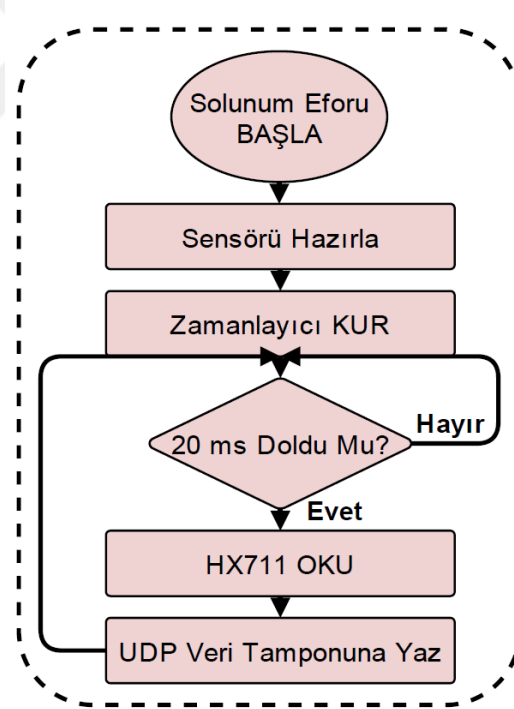 Solunum Eforu
BAŞLA
Sensörü Hazırla
Zamanlayıcı KUR
20 ms Doldu Mu?
Hayır
Evet
HX711 OKU
UDP Veri Tamponuna Yaz